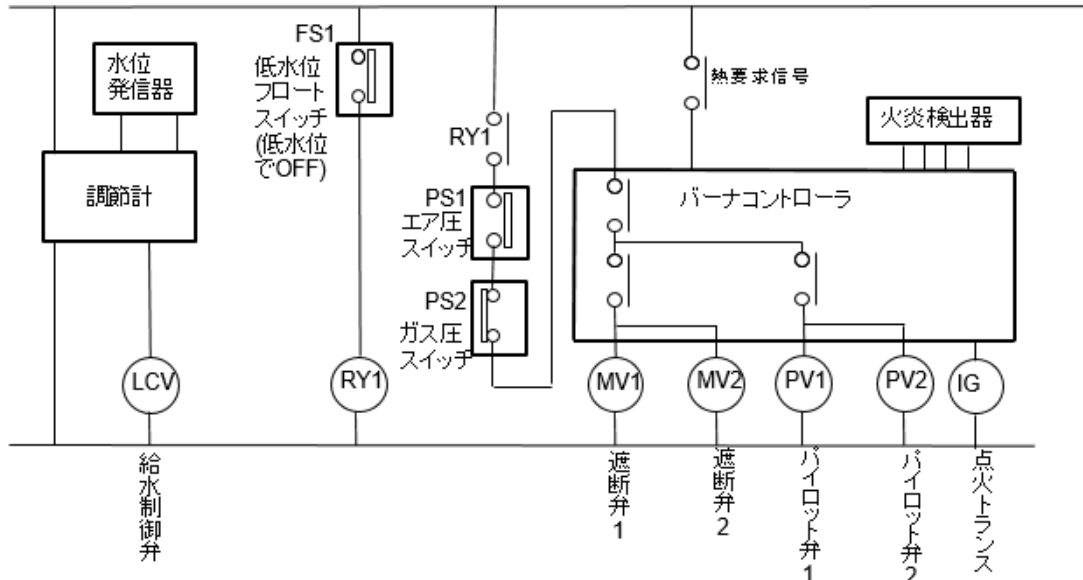 水位
発信器
調節計
LCV
給水制御弁
FS1
低水位
フロート
スイッチ
(低水位
でOFF)
RY1
RY1
PS1
エア圧
スイッチ
PS2
ガス圧
スイッチ
熱要求信号
火炎検出器
バーナコントローラ
MV1
MV2
PV1
PV2
IG
遮断弁1
遮断弁2
パイロット弁1
パイロット弁2
点火トランス